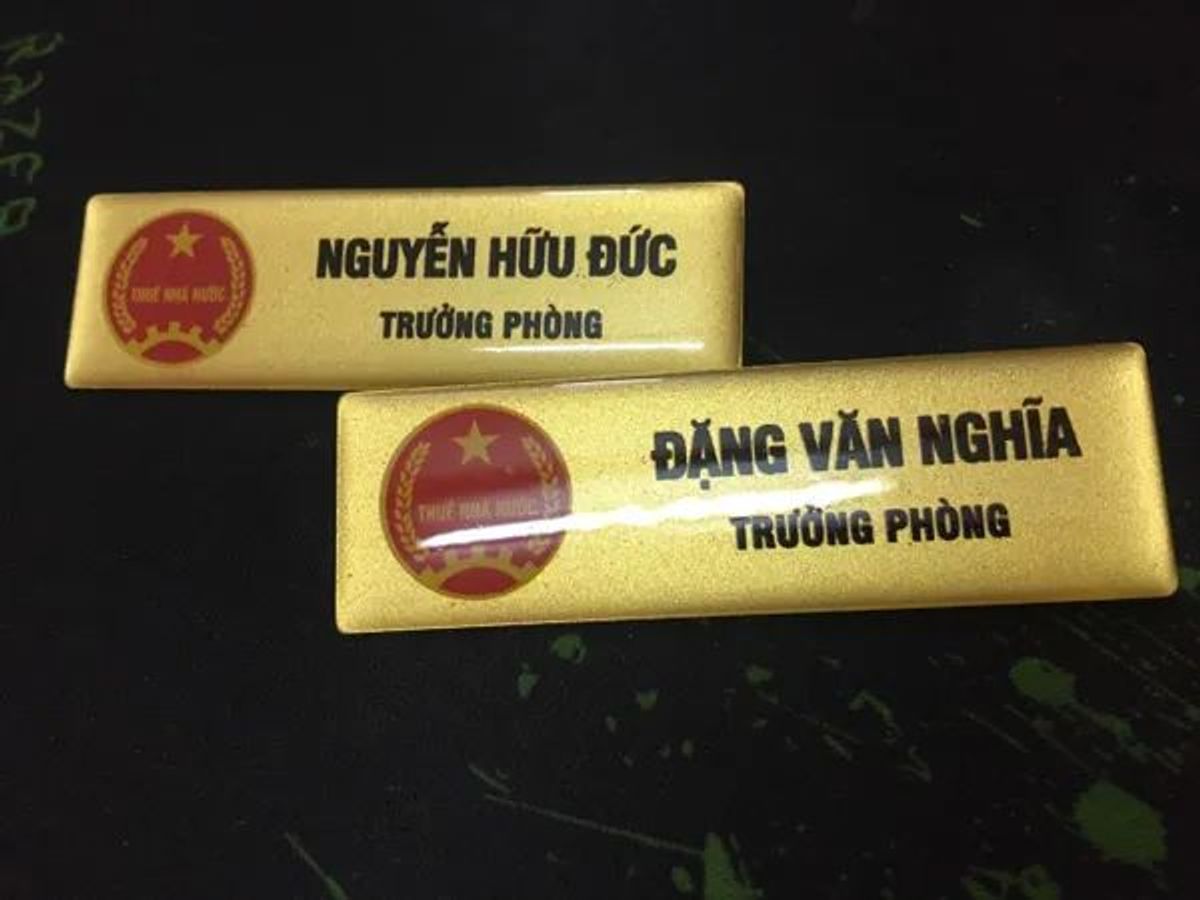 THUẾ NHÀ NƯỚC
NGUYỄN HỮU ĐỨC
TRƯỞNG PHÒNG
THUẾ NHÀ NƯỚC
ĐẶNG VĂN NGHĨA
TRƯỞNG PHÒNG